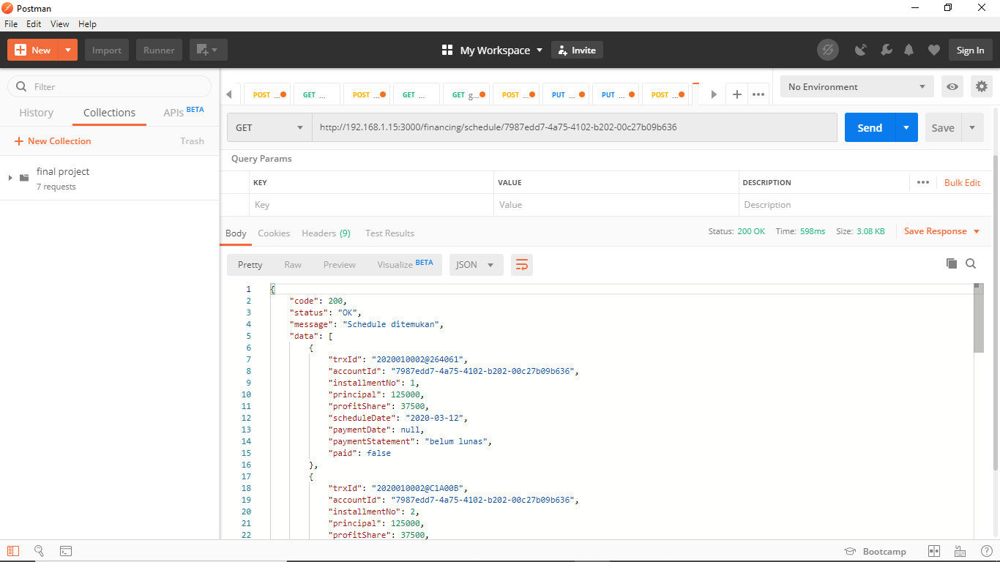 Postman
File Edit View Help
New Import Runner My Workspace Invite Sign In
Filter
History Collections APIs BETA
+ New Collection Trash
final project
7 requests
POST ... GET ... POST ... GET ... GET g... POST ... PUT ... PUT ... POST ... + ••• No Environment
GET http://192.168.1.15:3000/financing/schedule/7987edd7-4a75-4102-b202-00c27b09b636 Send Save
Query Params
KEY VALUE DESCRIPTION ••• Bulk Edit
Key Value Description
Body Cookies Headers (9) Test Results Status: 200 OK Time: 598ms Size: 3.08 KB Save Response
Pretty Raw Preview Visualize BETA JSON
1 {
2 "code": 200,
3 "status": "OK",
4 "message": "Schedule ditemukan",
5 "data": [
6 {
7 "trxId": "2020010002@264061",
8 "accountId": "7987edd7-4a75-4102-b202-00c27b09b636",
9 "installmentNo": 1,
10 "principal": 125000,
11 "profitShare": 37500,
12 "scheduleDate": "2020-03-12",
13 "paymentDate": null,
14 "paymentStatement": "belum lunas",
15 "paid": false
16 },
17 {
18 "trxId": "2020010002@C1A00B",
19 "accountId": "7987edd7-4a75-4102-b202-00c27b09b636",
20 "installmentNo": 2,
21 "principal": 125000,
22 "profitShare": 37500,
Bootcamp